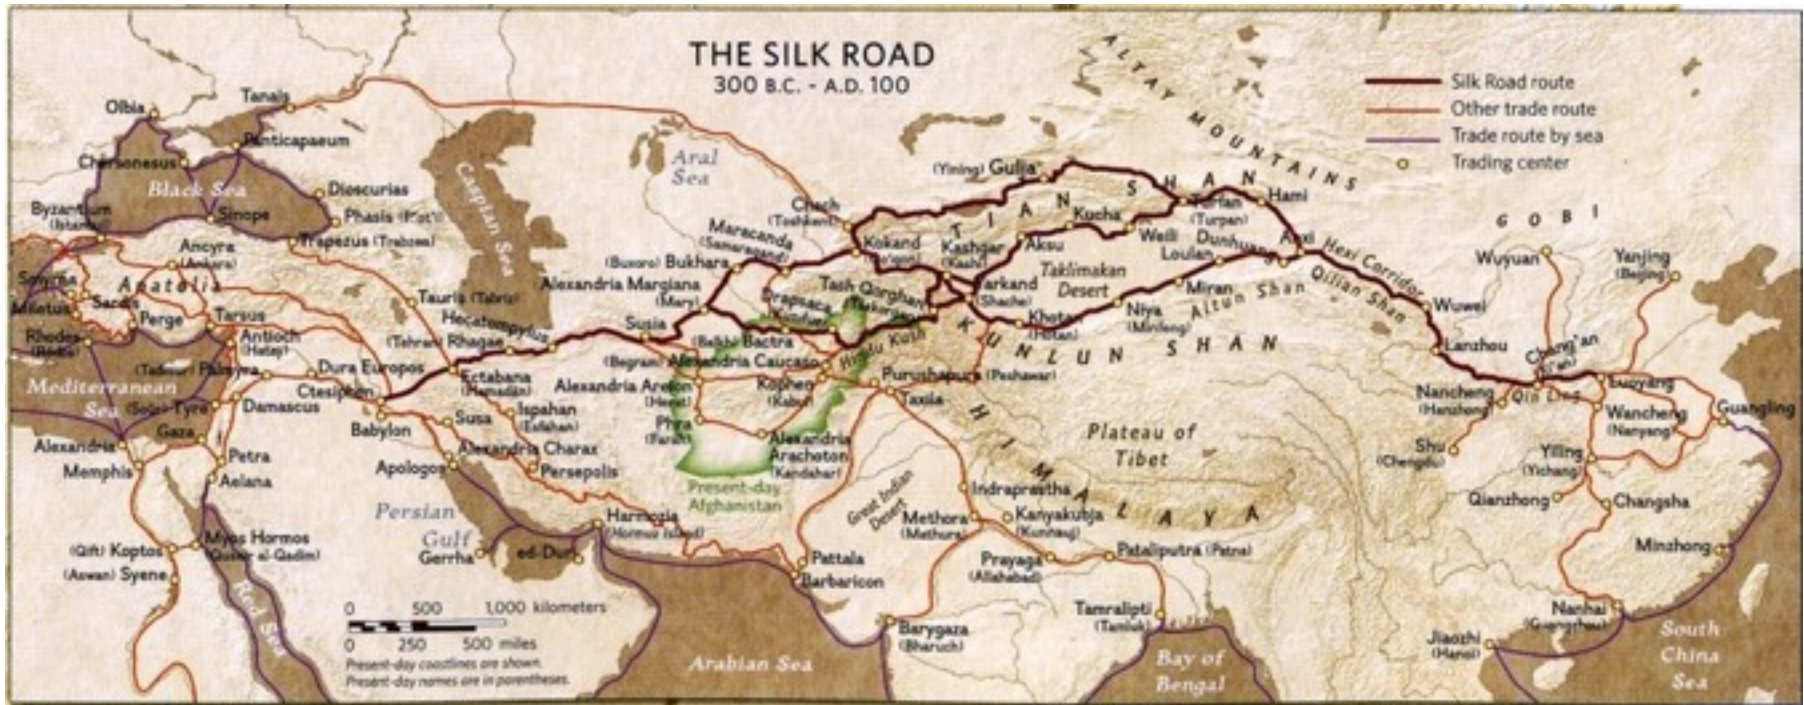 THE SILK ROAD
300 B.C. - A.D. 100
Silk Road route
Other trade route
Trade route by sea
Trading center
ALTAY MOUNTAINS
GOBI
TIAN SHAN
Olbia
Tanais
Panticapaeum
Chersonesus
Black Sea
Dioscurias
Phasis
Sinope
Byzantium
Trapezus (Trabzon)
Caspian Sea
Aral
Sea
Ancyra
(Ankara)
Anatolia
Smyrna
Sardis
Miletus
Perge
Tarsus
Rhodes
Antioch
(Hatay)
Tauris (Tabriz)
Hecatompylus
(Tehran) Rhagae
Mediterranean
Sea
Palmyra
Dura Europos
Ctesiphon
Ectabana
(Hamadan)
Tyre
Damascus
Gaza
Babylon
Susa
Ispahan
(Esfahan)
Alexandria
Memphis
Petra
Aelana
Apologos
Alexandria Charax
Persepolis
(Qift) Koptos
(Aswan) Syene
Myos Hormos
(Quseir al-Qadim)
Red Sea
Persian
Gulf
Gerrha
ed-Dur
Harmozia
(Hormus Island)
0 500 1,000 kilometers
0 250 500 miles
Present-day coastlines are shown.
Present-day names are in parentheses.
(Yining) Gulja
Chach
(Tashkent)
Maracanda
(Samarqand)
(Buxoro) Bukhara
Alexandria Margiana
(Mary)
Susia
Kokand
Kashgar
(Kashi)
Aksu
Kucha
Weili
Turfan
(Turpan)
Hami
Anxi
Dunhuang
Loulan
Miran
Niya
(Minfeng)
Taklimakan
Desert
Tash Qorghan
Yarkand
(Shache)
Khotan
(Hotan)
Altun Shan
Qilian Shan
Hexi Corridor
KUNLUN SHAN
Drapsaca
(Kunduz)
(Balkh) Bactra
(Begram) Alexandria Caucaso
Hindu Kush
Alexandria Areion
(Herat)
Kophen
(Kabul)
Purushapura (Peshawar)
Taxila
Phra
(Farah)
Alexandria
Arachoton
(Kandahar)
Present-day
Afghanistan
Great Indian
Desert
HIMALAYA
Plateau of
Tibet
Indraprastha
Methora
(Mathura)
Kanyakubja
(Kannauj)
Prayaga
(Allahabad)
Pataliputra (Patna)
Tamralipti
(Tamluk)
Pattala
Barbaricon
Barygaza
(Bharuch)
Arabian Sea
Bay of
Bengal
Wuyuan
Yanjing
(Beijing)
Wuwei
Lanzhou
Chang'an
(Xi'an)
Luoyang
Qin Ling
Nancheng
(Hanzhong)
Wancheng
(Nanyang)
Guangling
Shu
(Chengdu)
Yiling
(Yichang)
Qianzhong
Changsha
Minzhong
Nanhai
(Guangzhou)
Jiaozhi
(Hanoi)
South
China
Sea